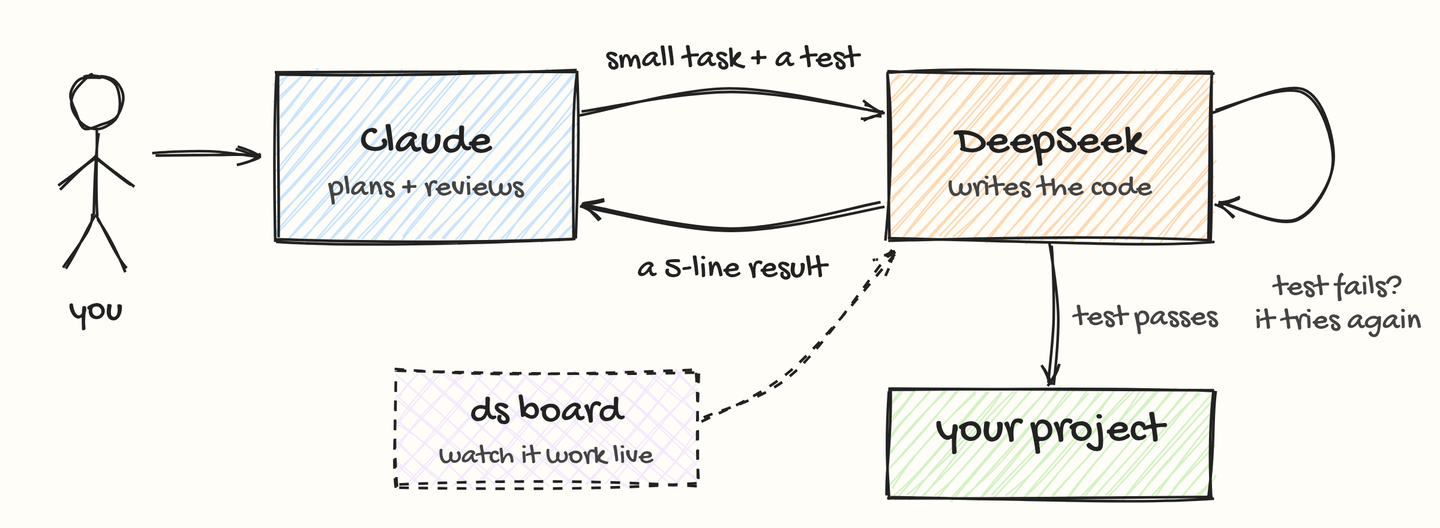 small task + a test
Claude
plans + reviews
DeepSeek
writes the code
a 5-line result
you
test passes
test fails?
it tries again
ds board
watch it work live
your project